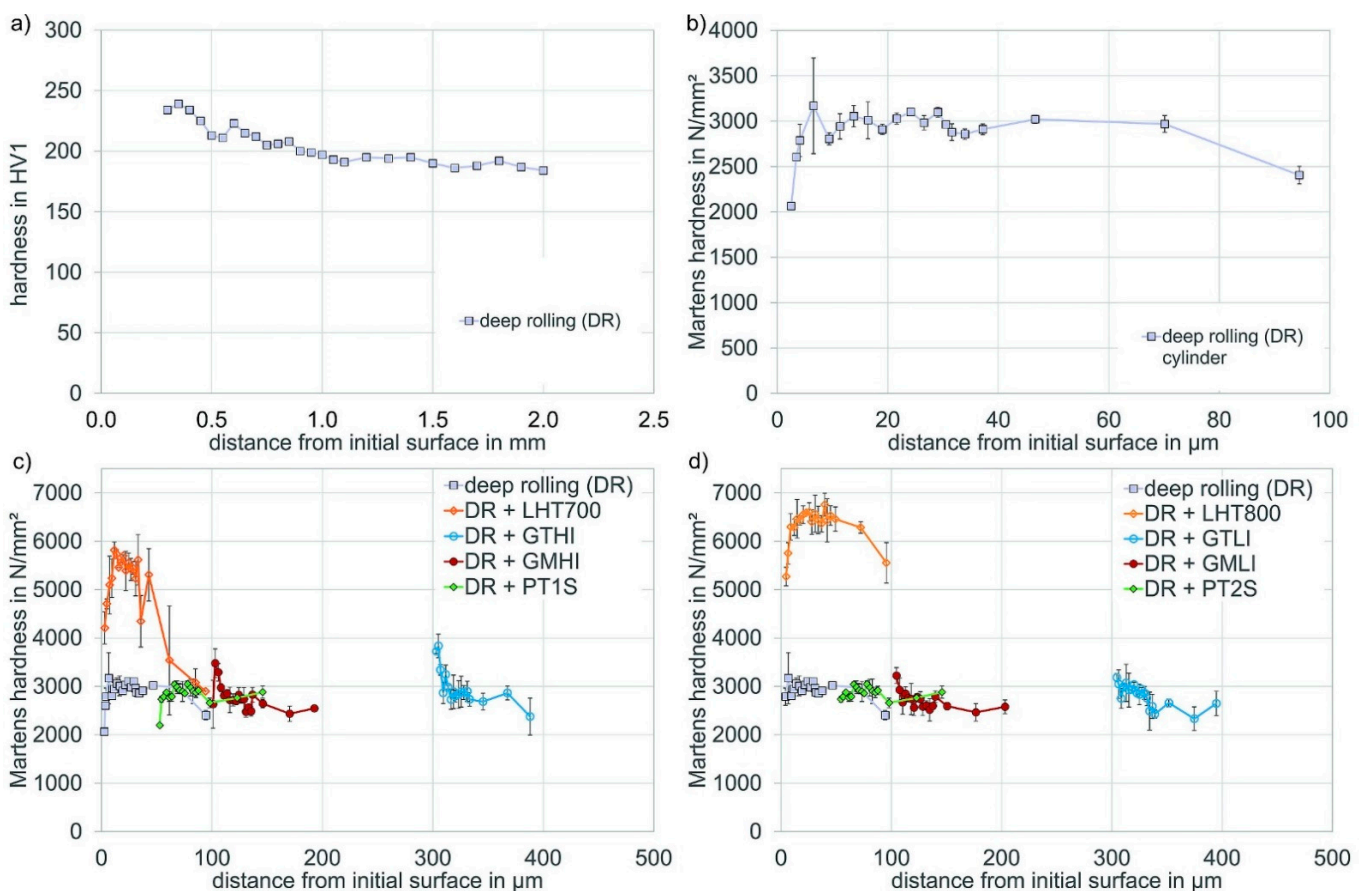 a)
300
250
200
150
100
50
0
hardness in HV1
0.0 0.5 1.0 1.5 2.0 2.5
distance from initial surface in mm
deep rolling (DR)
b)
4000
3500
3000
2500
2000
1500
1000
500
0
Martens hardness in N/mm²
0 20 40 60 80 100
distance from initial surface in µm
deep rolling (DR)
cylinder
c)
7000
6000
5000
4000
3000
2000
1000
0
Martens hardness in N/mm²
0 100 200 300 400 500
distance from initial surface in µm
deep rolling (DR)
DR + LHT700
DR + GTHI
DR + GMHI
DR + PT1S
d)
7000
6000
5000
4000
3000
2000
1000
0
Martens hardness in N/mm²
0 100 200 300 400 500
distance from initial surface in µm
deep rolling (DR)
DR + LHT800
DR + GTLI
DR + GMLI
DR + PT2S